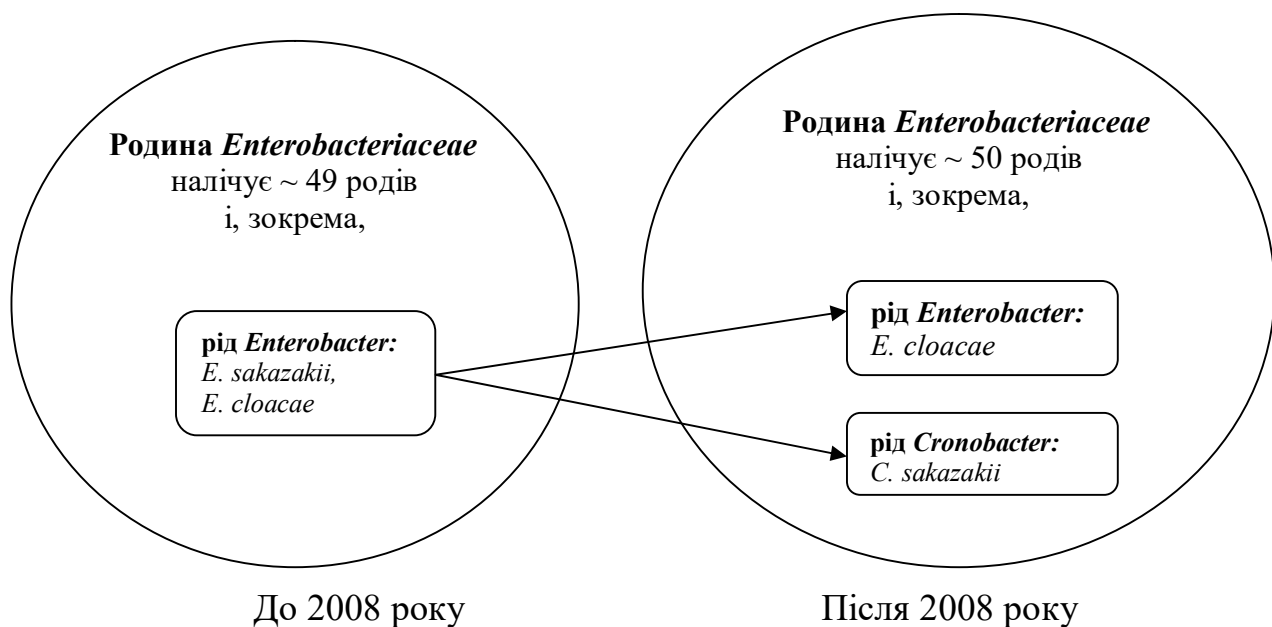 Родина Enterobacteriaceae
налічує ~ 49 родів
і, зокрема,
рід Enterobacter:
E. sakazakii,
E. cloacae
До 2008 року
Родина Enterobacteriaceae
налічує ~ 50 родів
і, зокрема,
рід Enterobacter:
E. cloacae
рід Cronobacter:
C. sakazakii
Після 2008 року